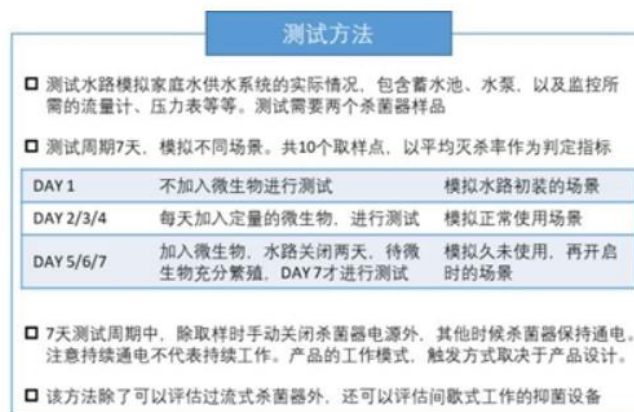 测试方法
□ 测试水路模拟家庭水供水系统的实际情况，包含蓄水池、水泵，以及监控所
需的流量计、压力表等等。测试需要两个杀菌器样品
□ 测试周期7天，模拟不同场景。共10个取样点，以平均灭杀率作为判定指标
DAY 1 不加入微生物进行测试 模拟水路初装的场景
DAY 2/3/4 每天加入定量的微生物，进行测试 模拟正常使用场景
DAY 5/6/7 加入微生物，水路关闭两天，待微 模拟久未使用，再开启
生物充分繁殖，DAY 7才进行测试 时的场景
□ 7天测试周期中，除取样时手动关闭杀菌器电源外，其他时候杀菌器保持通电。
注意持续通电不代表持续工作。产品的工作模式，触发方式取决于产品设计。
□ 该方法除了可以评估过流式杀菌器外，还可以评估间歇式工作的抑菌设备